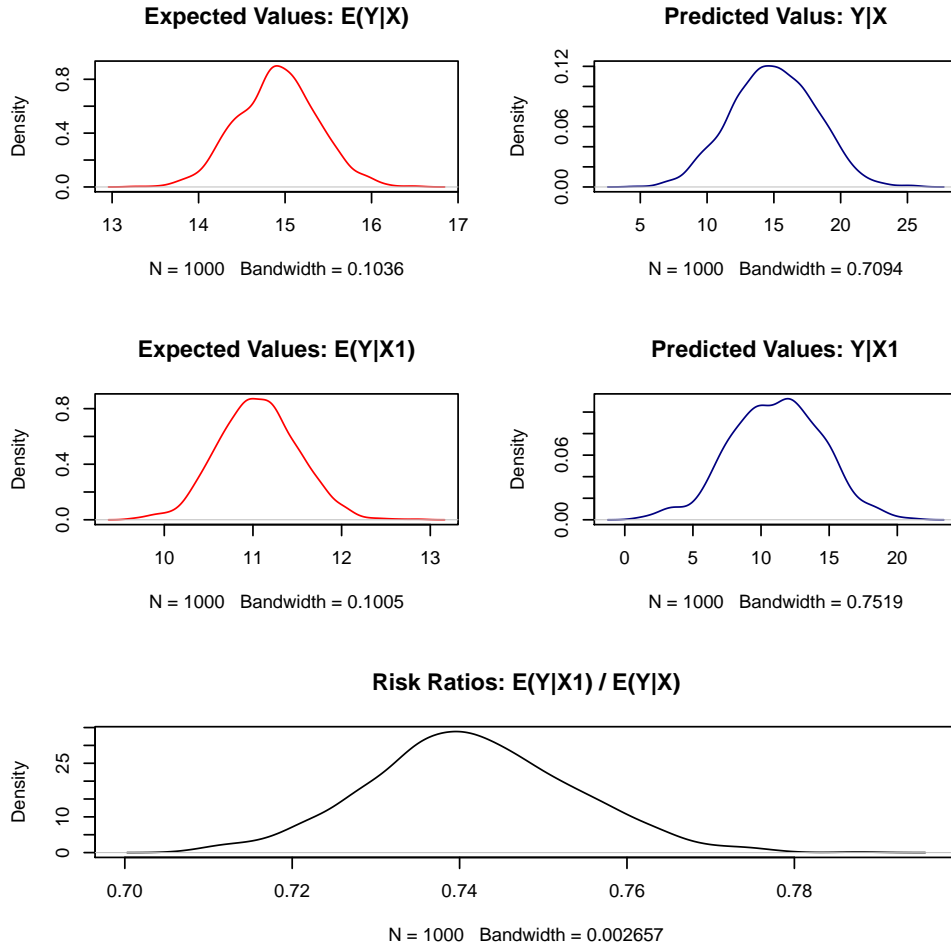 Expected Values: E(Y|X)
Density
0.0 0.4 0.8
13 14 15 16 17
N = 1000 Bandwidth = 0.1036
Predicted Valus: Y|X
Density
0.00 0.06 0.12
5 10 15 20 25
N = 1000 Bandwidth = 0.7094
Expected Values: E(Y|X1)
Density
0.0 0.4 0.8
10 11 12 13
N = 1000 Bandwidth = 0.1005
Predicted Values: Y|X1
Density
0.00 0.06
0 5 10 15 20
N = 1000 Bandwidth = 0.7519
Risk Ratios: E(Y|X1) / E(Y|X)
Density
0 10 25
0.70 0.72 0.74 0.76 0.78
N = 1000 Bandwidth = 0.002657